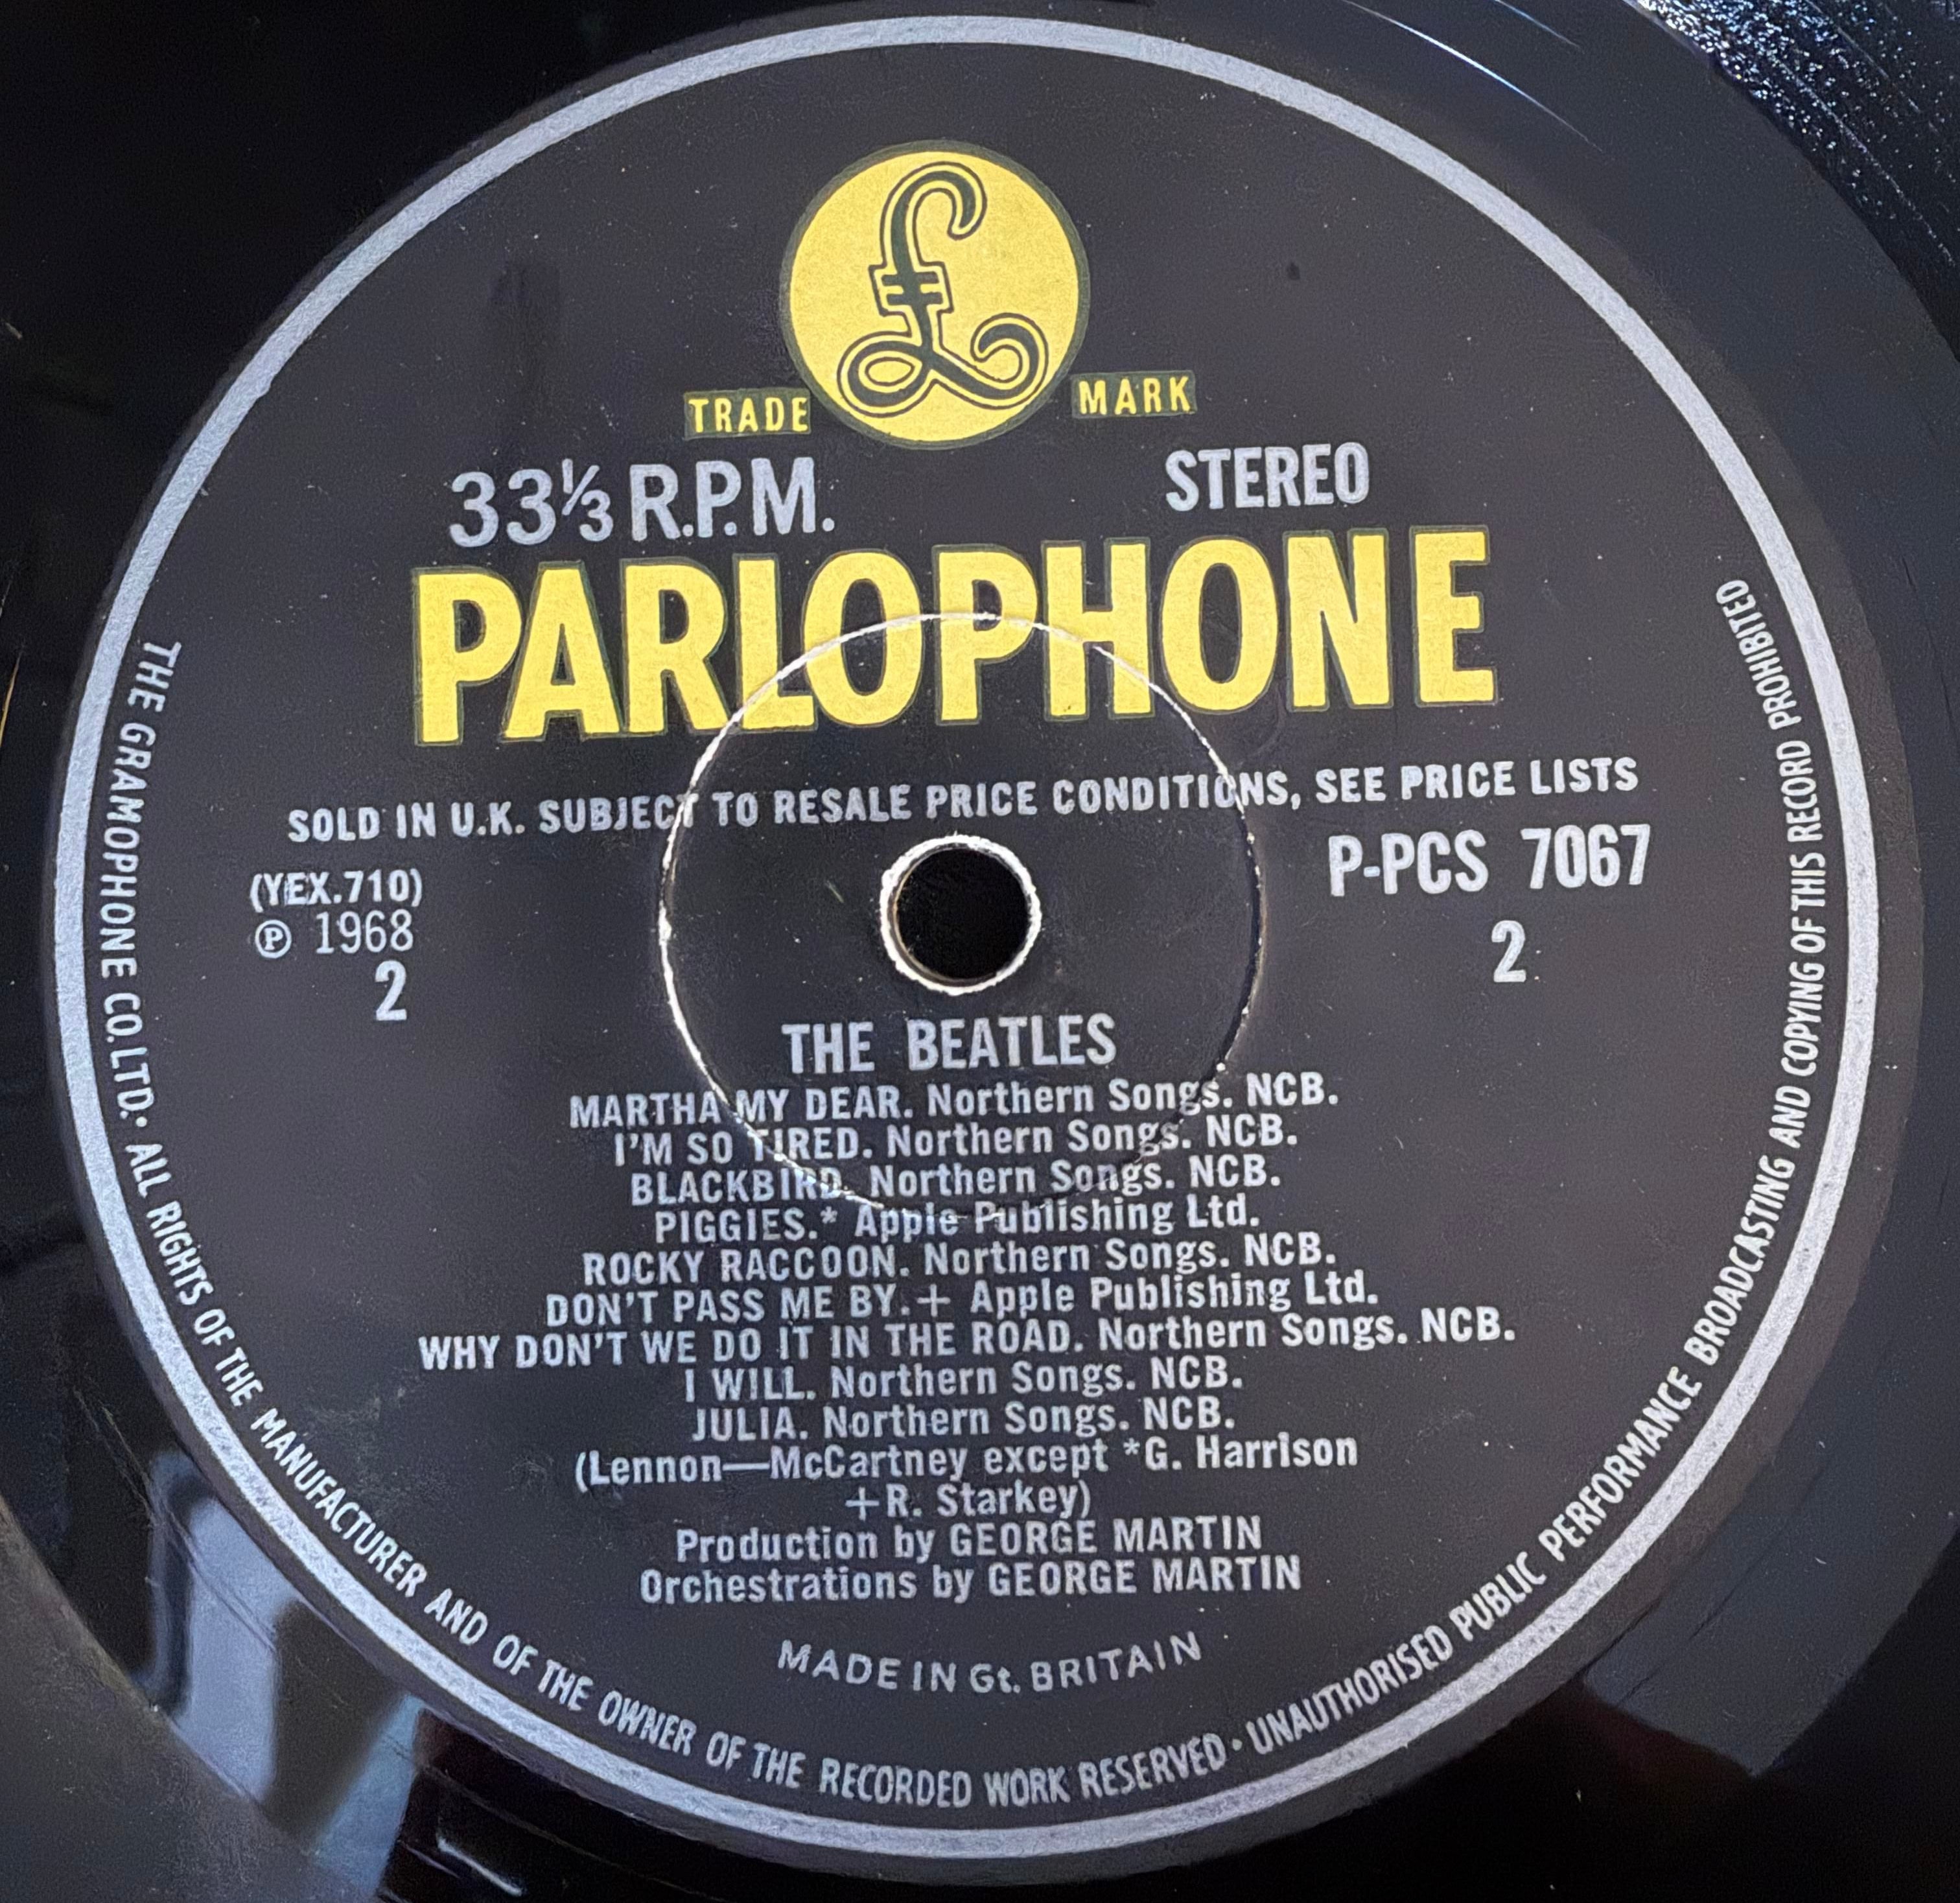 £
TRADE MARK
33⅓ R.P.M. STEREO
PARLOPHONE
SOLD IN U.K. SUBJECT TO RESALE PRICE CONDITIONS, SEE PRICE LISTS
(YEX.710) P-PCS 7067
℗ 1968
2 2
THE BEATLES
MARTHA MY DEAR. Northern Songs. NCB.
I'M SO TIRED. Northern Songs. NCB.
BLACKBIRD. Northern Songs. NCB.
PIGGIES.* Apple Publishing Ltd.
ROCKY RACCOON. Northern Songs. NCB.
DON'T PASS ME BY.+ Apple Publishing Ltd.
WHY DON'T WE DO IT IN THE ROAD. Northern Songs. NCB.
I WILL. Northern Songs. NCB.
JULIA. Northern Songs. NCB.
(Lennon—McCartney except *G. Harrison
+R. Starkey)
Production by GEORGE MARTIN
Orchestrations by GEORGE MARTIN
MADE IN Gt. BRITAIN
THE GRAMOPHONE CO. LTD. • ALL RIGHTS OF THE MANUFACTURER AND OF THE OWNER OF THE RECORDED WORK RESERVED • UNAUTHORISED PUBLIC PERFORMANCE BROADCASTING AND COPYING OF THIS RECORD PROHIBITED